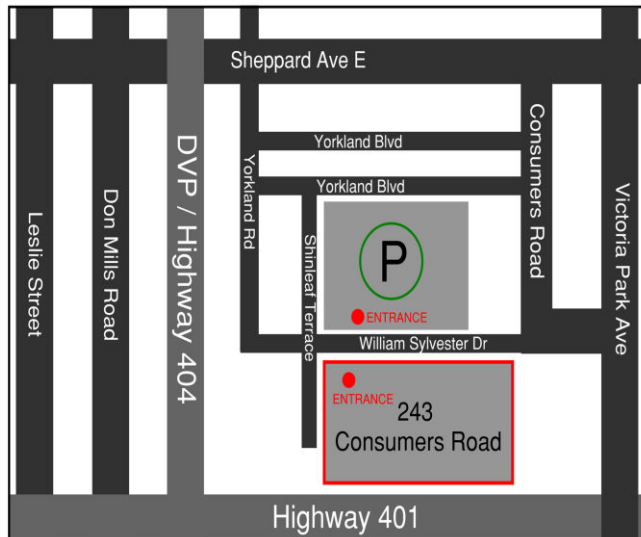 Sheppard Ave E
Yorkland Blvd
Yorkland Blvd
Leslie Street
Don Mills Road
DVP / Highway 404
Yorkland Rd
Shinleaf Terrace
Consumers Road
Victoria Park Ave
P
ENTRANCE
William Sylvester Dr
ENTRANCE
243
Consumers Road
Highway 401